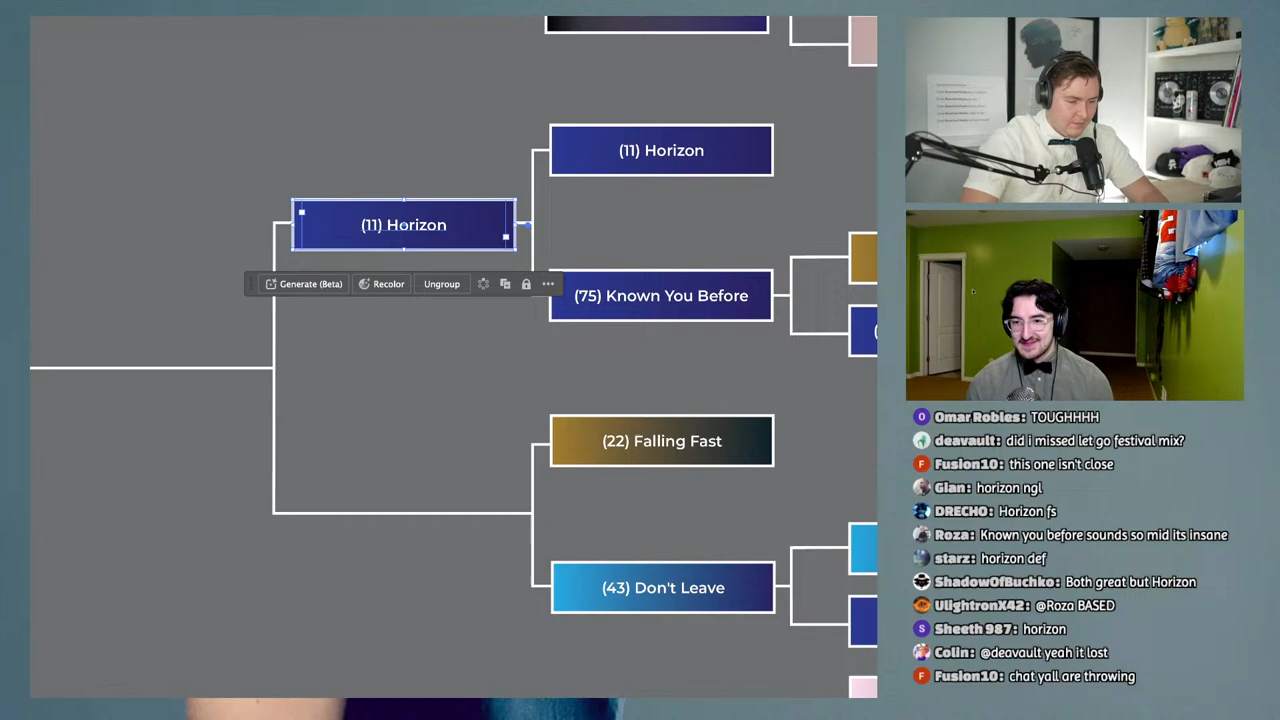 (11) Horizon
(11) Horizon
Generate (Beta) Recolor Ungroup
(75) Known You Before
(22) Falling Fast
(43) Don't Leave
Omar Robles: TOUGHHHH
deavault: did i missed let go festival mix?
Fusion10: this one isn't close
Gian: horizon ngl
DRECHO: Horizon fs
Roza: Known you before sounds so mid its insane
starz: horizon def
ShadowOfBuchko: Both great but Horizon
UlightronX42: @Roza BASED
Sheeth 987: horizon
Colin: @deavault yeah it lost
Fusion10: chat yall are throwing